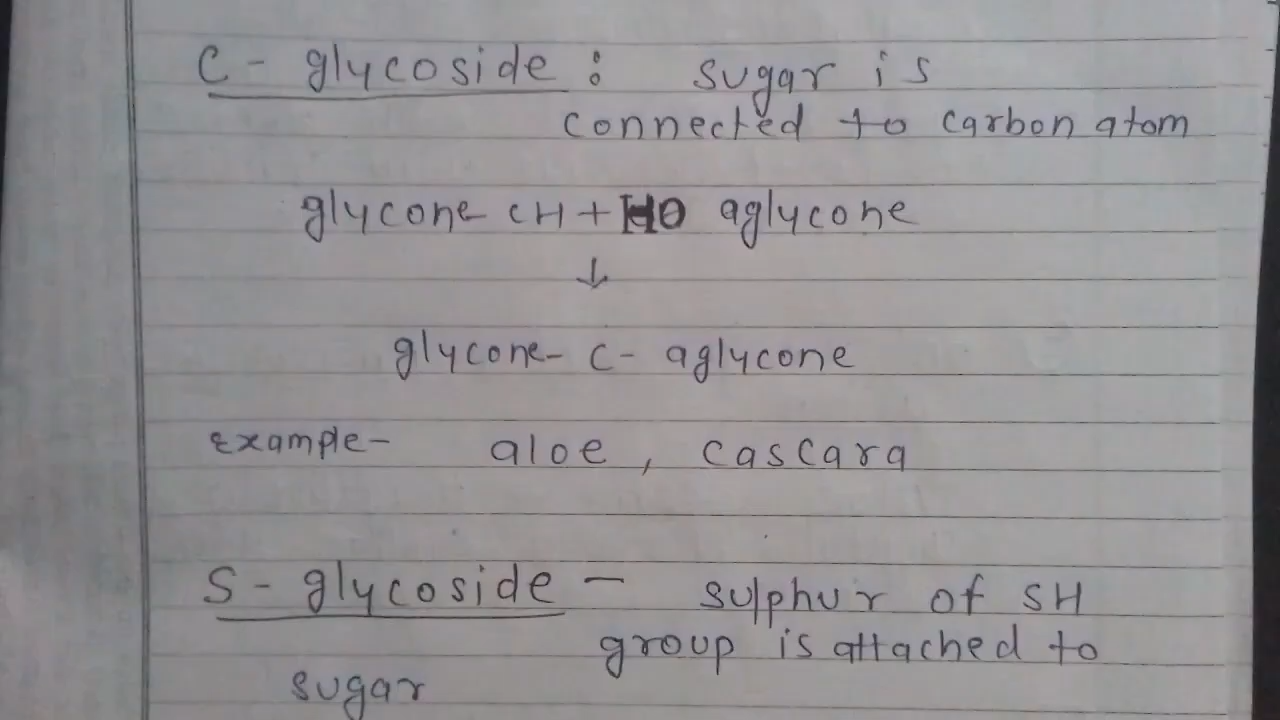 C - glycoside : sugar is
connected to carbon atom
glycone CH + HO aglycone
↓
glycone - C - aglycone
Example - aloe, cascara
S - glycoside - sulphur of SH
group is attached to
sugar